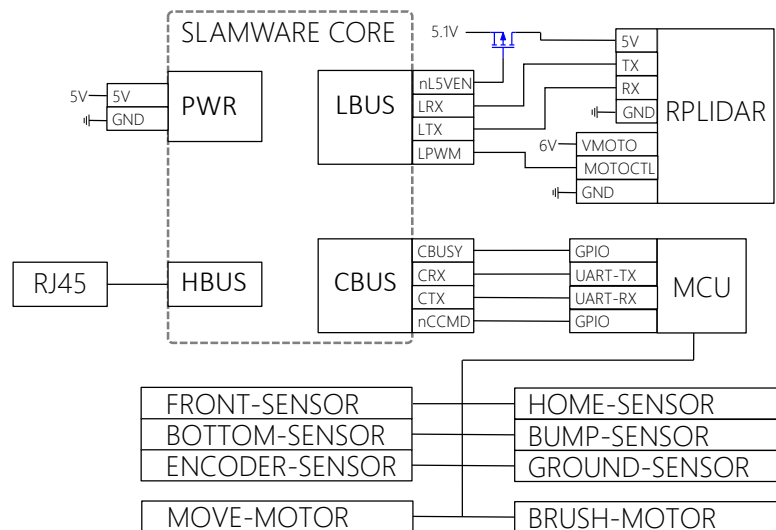 SLAMWARE CORE
5.1V
5V
5V
PWR
GND
LBUS
nL5VEN
LRX
LTX
LPWM
5V
TX
RX
GND
RPLIDAR
6V
VMOTO
MOTOCTL
GND
RJ45
HBUS
CBUS
CBUSY
CRX
CTX
nCCMD
GPIO
UART-TX
UART-RX
GPIO
MCU
FRONT-SENSOR
HOME-SENSOR
BOTTOM-SENSOR
BUMP-SENSOR
ENCODER-SENSOR
GROUND-SENSOR
MOVE-MOTOR
BRUSH-MOTOR